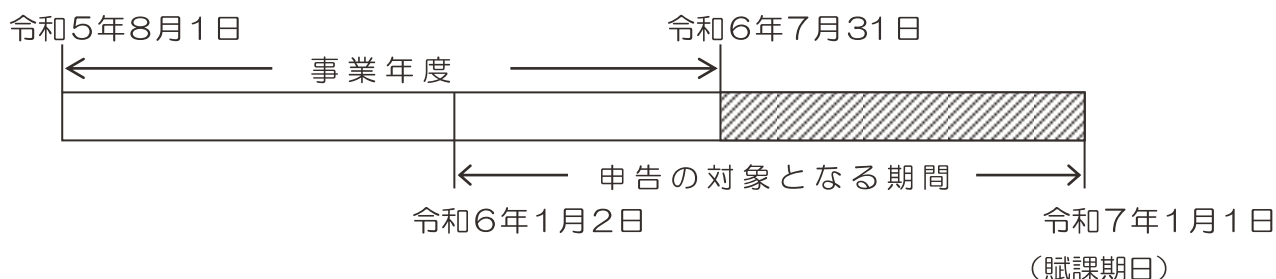 令和５年８月１日
令和６年７月31日
事業年度
申告の対象となる期間
令和６年１月２日
令和７年１月１日
（賦課期日）